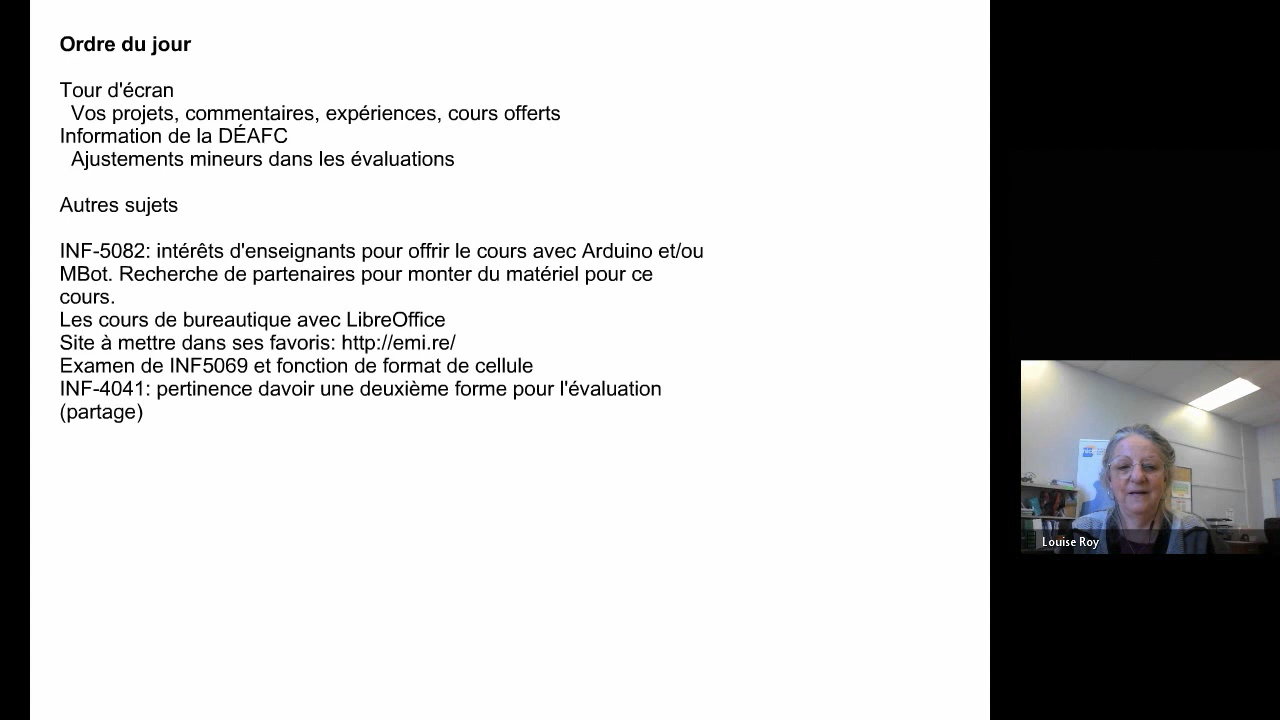 Ordre du jour
Tour d'écran
Vos projets, commentaires, expériences, cours offerts
Information de la DÉAFC
Ajustements mineurs dans les évaluations
Autres sujets
INF-5082: intérêts d'enseignants pour offrir le cours avec Arduino et/ou
MBot. Recherche de partenaires pour monter du matériel pour ce
cours.
Les cours de bureautique avec LibreOffice
Site à mettre dans ses favoris: http://emi.re/
Examen de INF5069 et fonction de format de cellule
INF-4041: pertinence davoir une deuxième forme pour l'évaluation
(partage)
Louise Roy